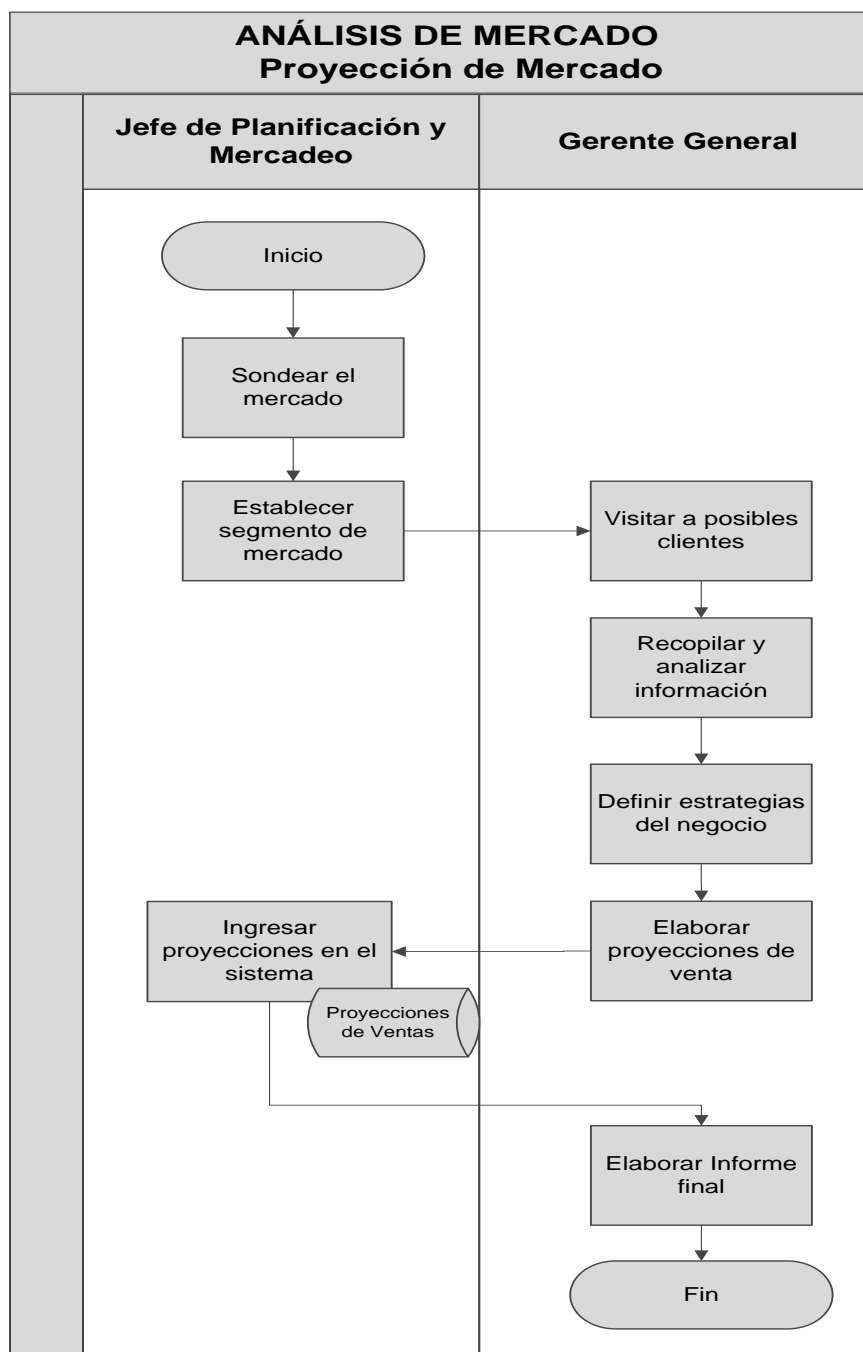 ANÁLISIS DE MERCADO
Proyección de Mercado
Jefe de Planificación y
Mercadeo
Gerente General
Inicio
Sondear el
mercado
Establecer
segmento de
mercado
Visitar a posibles
clientes
Recopilar y
analizar
información
Definir estrategias
del negocio
Elaborar
proyecciones de
venta
Ingresar
proyecciones en el
sistema
Proyecciones
de Ventas
Elaborar Informe
final
Fin